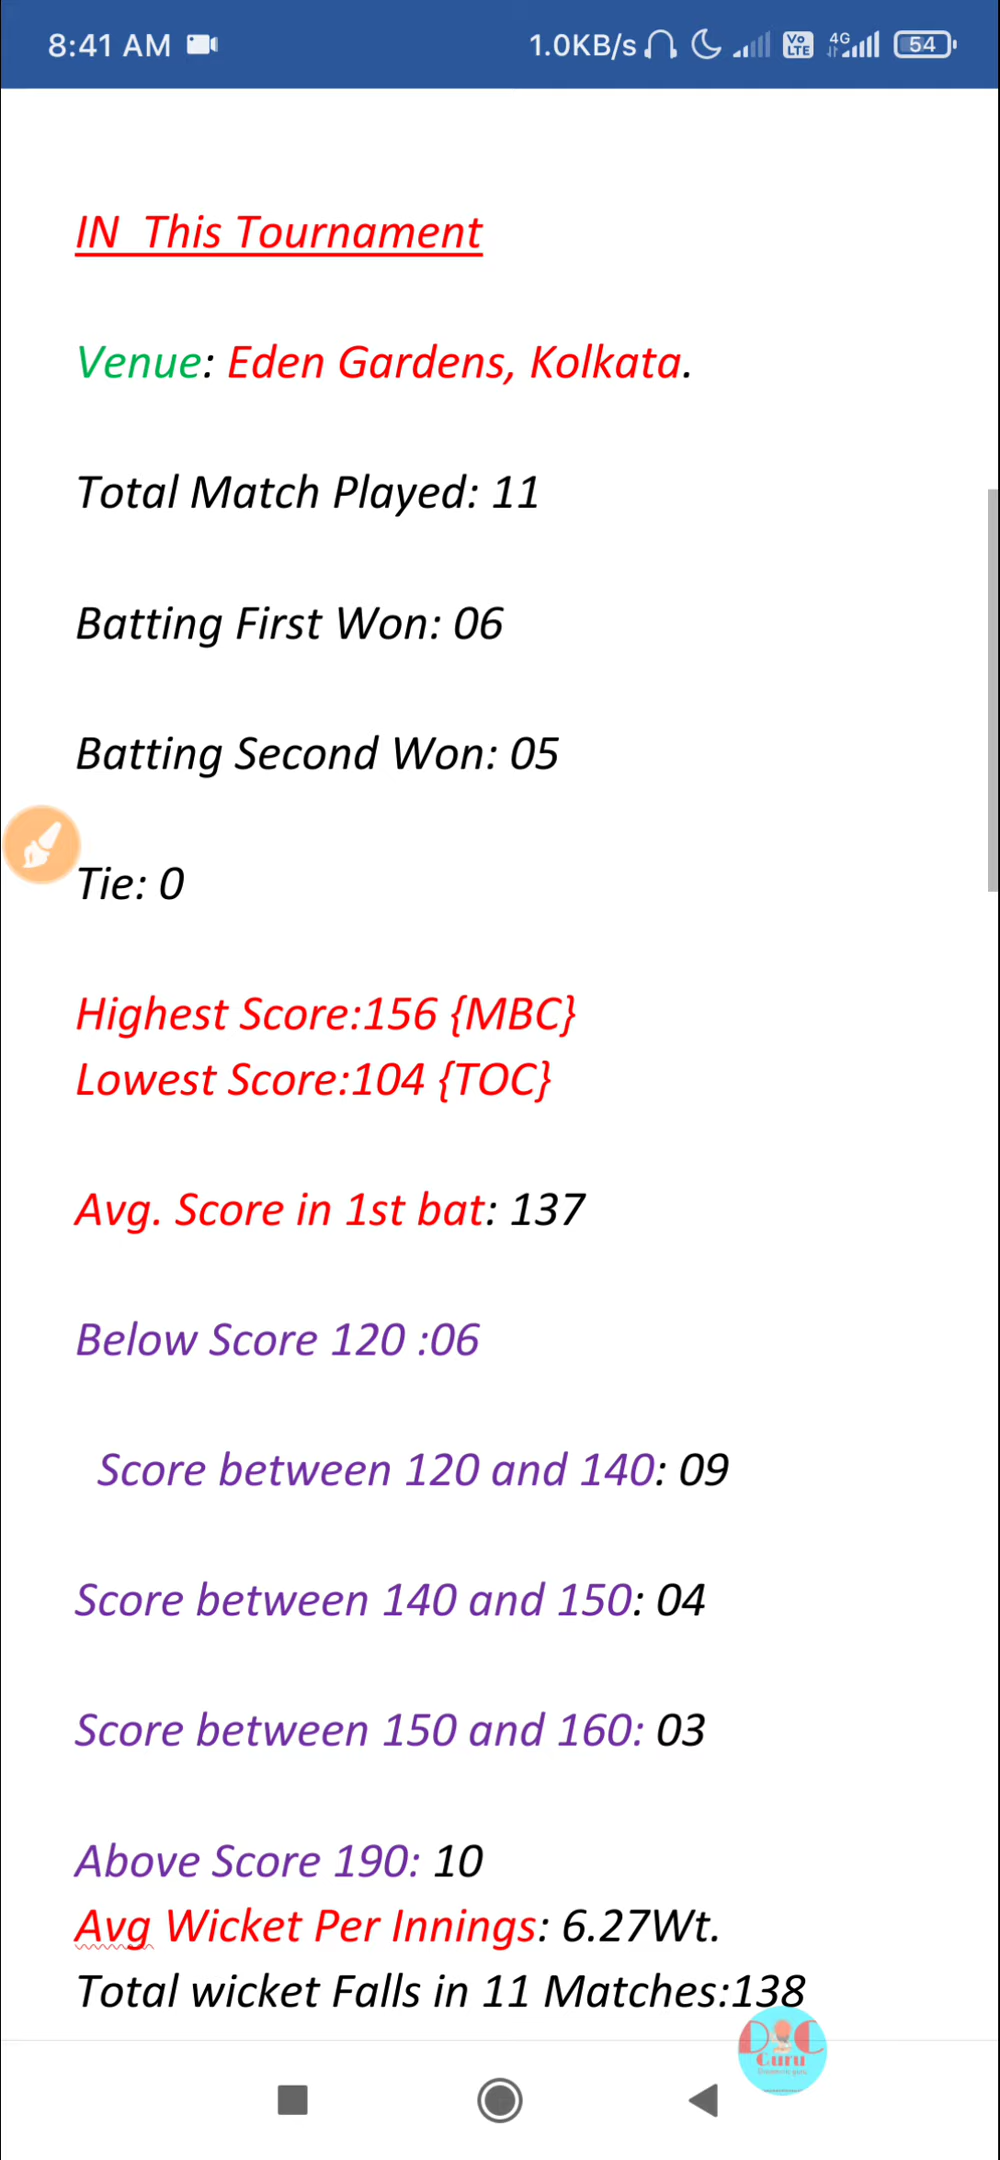 8:41 AM 1.0KB/s Vo LTE 4G 54
IN  This Tournament
Venue: Eden Gardens, Kolkata.
Total Match Played: 11
Batting First Won: 06
Batting Second Won: 05
Tie: 0
Highest Score:156 {MBC}
Lowest Score:104 {TOC}
Avg. Score in 1st bat: 137
Below Score 120 :06
Score between 120 and 140: 09
Score between 140 and 150: 04
Score between 150 and 160: 03
Above Score 190: 10
Avg Wicket Per Innings: 6.27Wt.
Total wicket Falls in 11 Matches:138
Guru